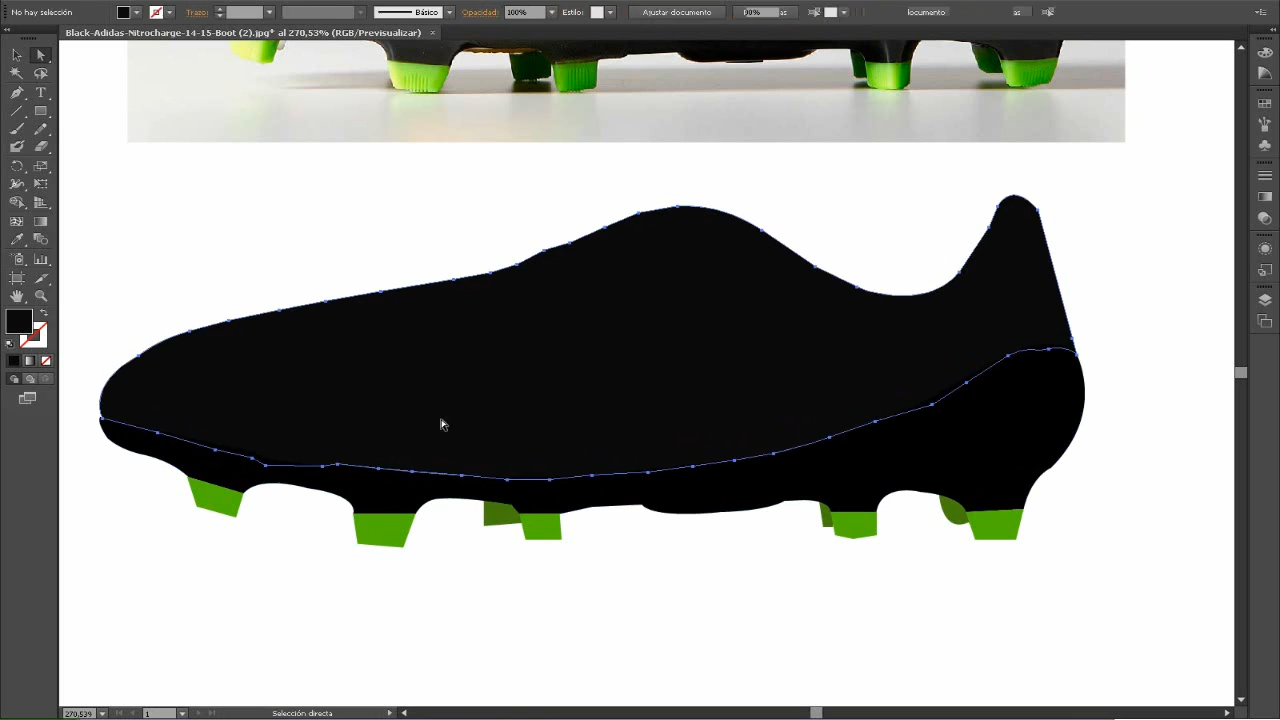 No hay selección
Trazo:
Básico
Opacidad: 100%
Estilo:
Ajustar documento
Black-Adidas-Nitrocharge-14-15-Boot (2).jpg* al 270,53% (RGB/Previsualizar)
270,539
1
Selección directa